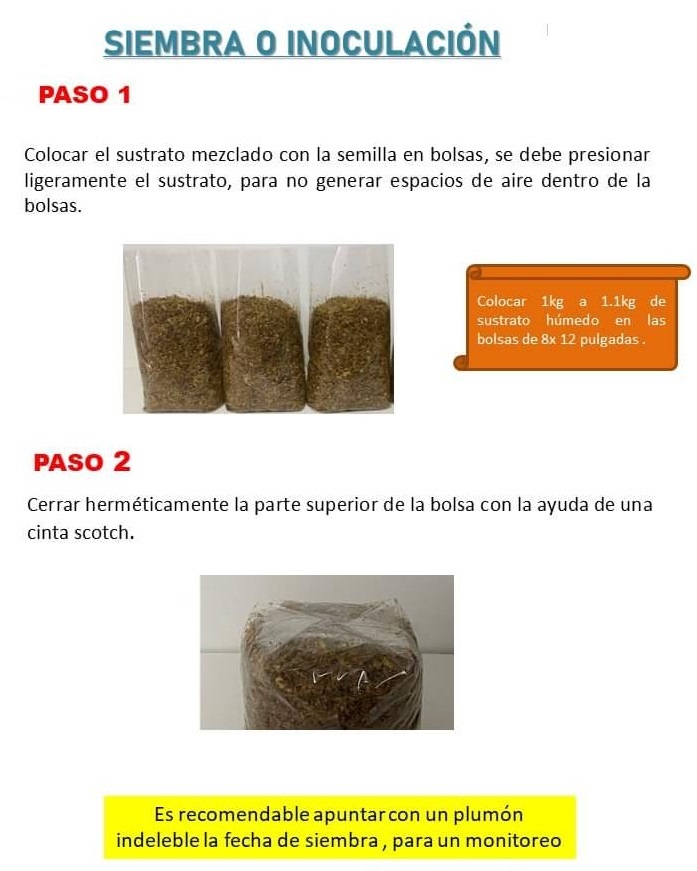 SIEMBRA O INOCULACIÓN
PASO 1
Colocar el sustrato mezclado con la semilla en bolsas, se debe presionar
ligeramente el sustrato, para no generar espacios de aire dentro de la
bolsas.
Colocar 1kg a 1.1kg de
sustrato húmedo en las
bolsas de 8x 12 pulgadas .
PASO 2
Cerrar herméticamente la parte superior de la bolsa con la ayuda de una
cinta scotch.
Es recomendable apuntar con un plumón
indeleble la fecha de siembra , para un monitoreo